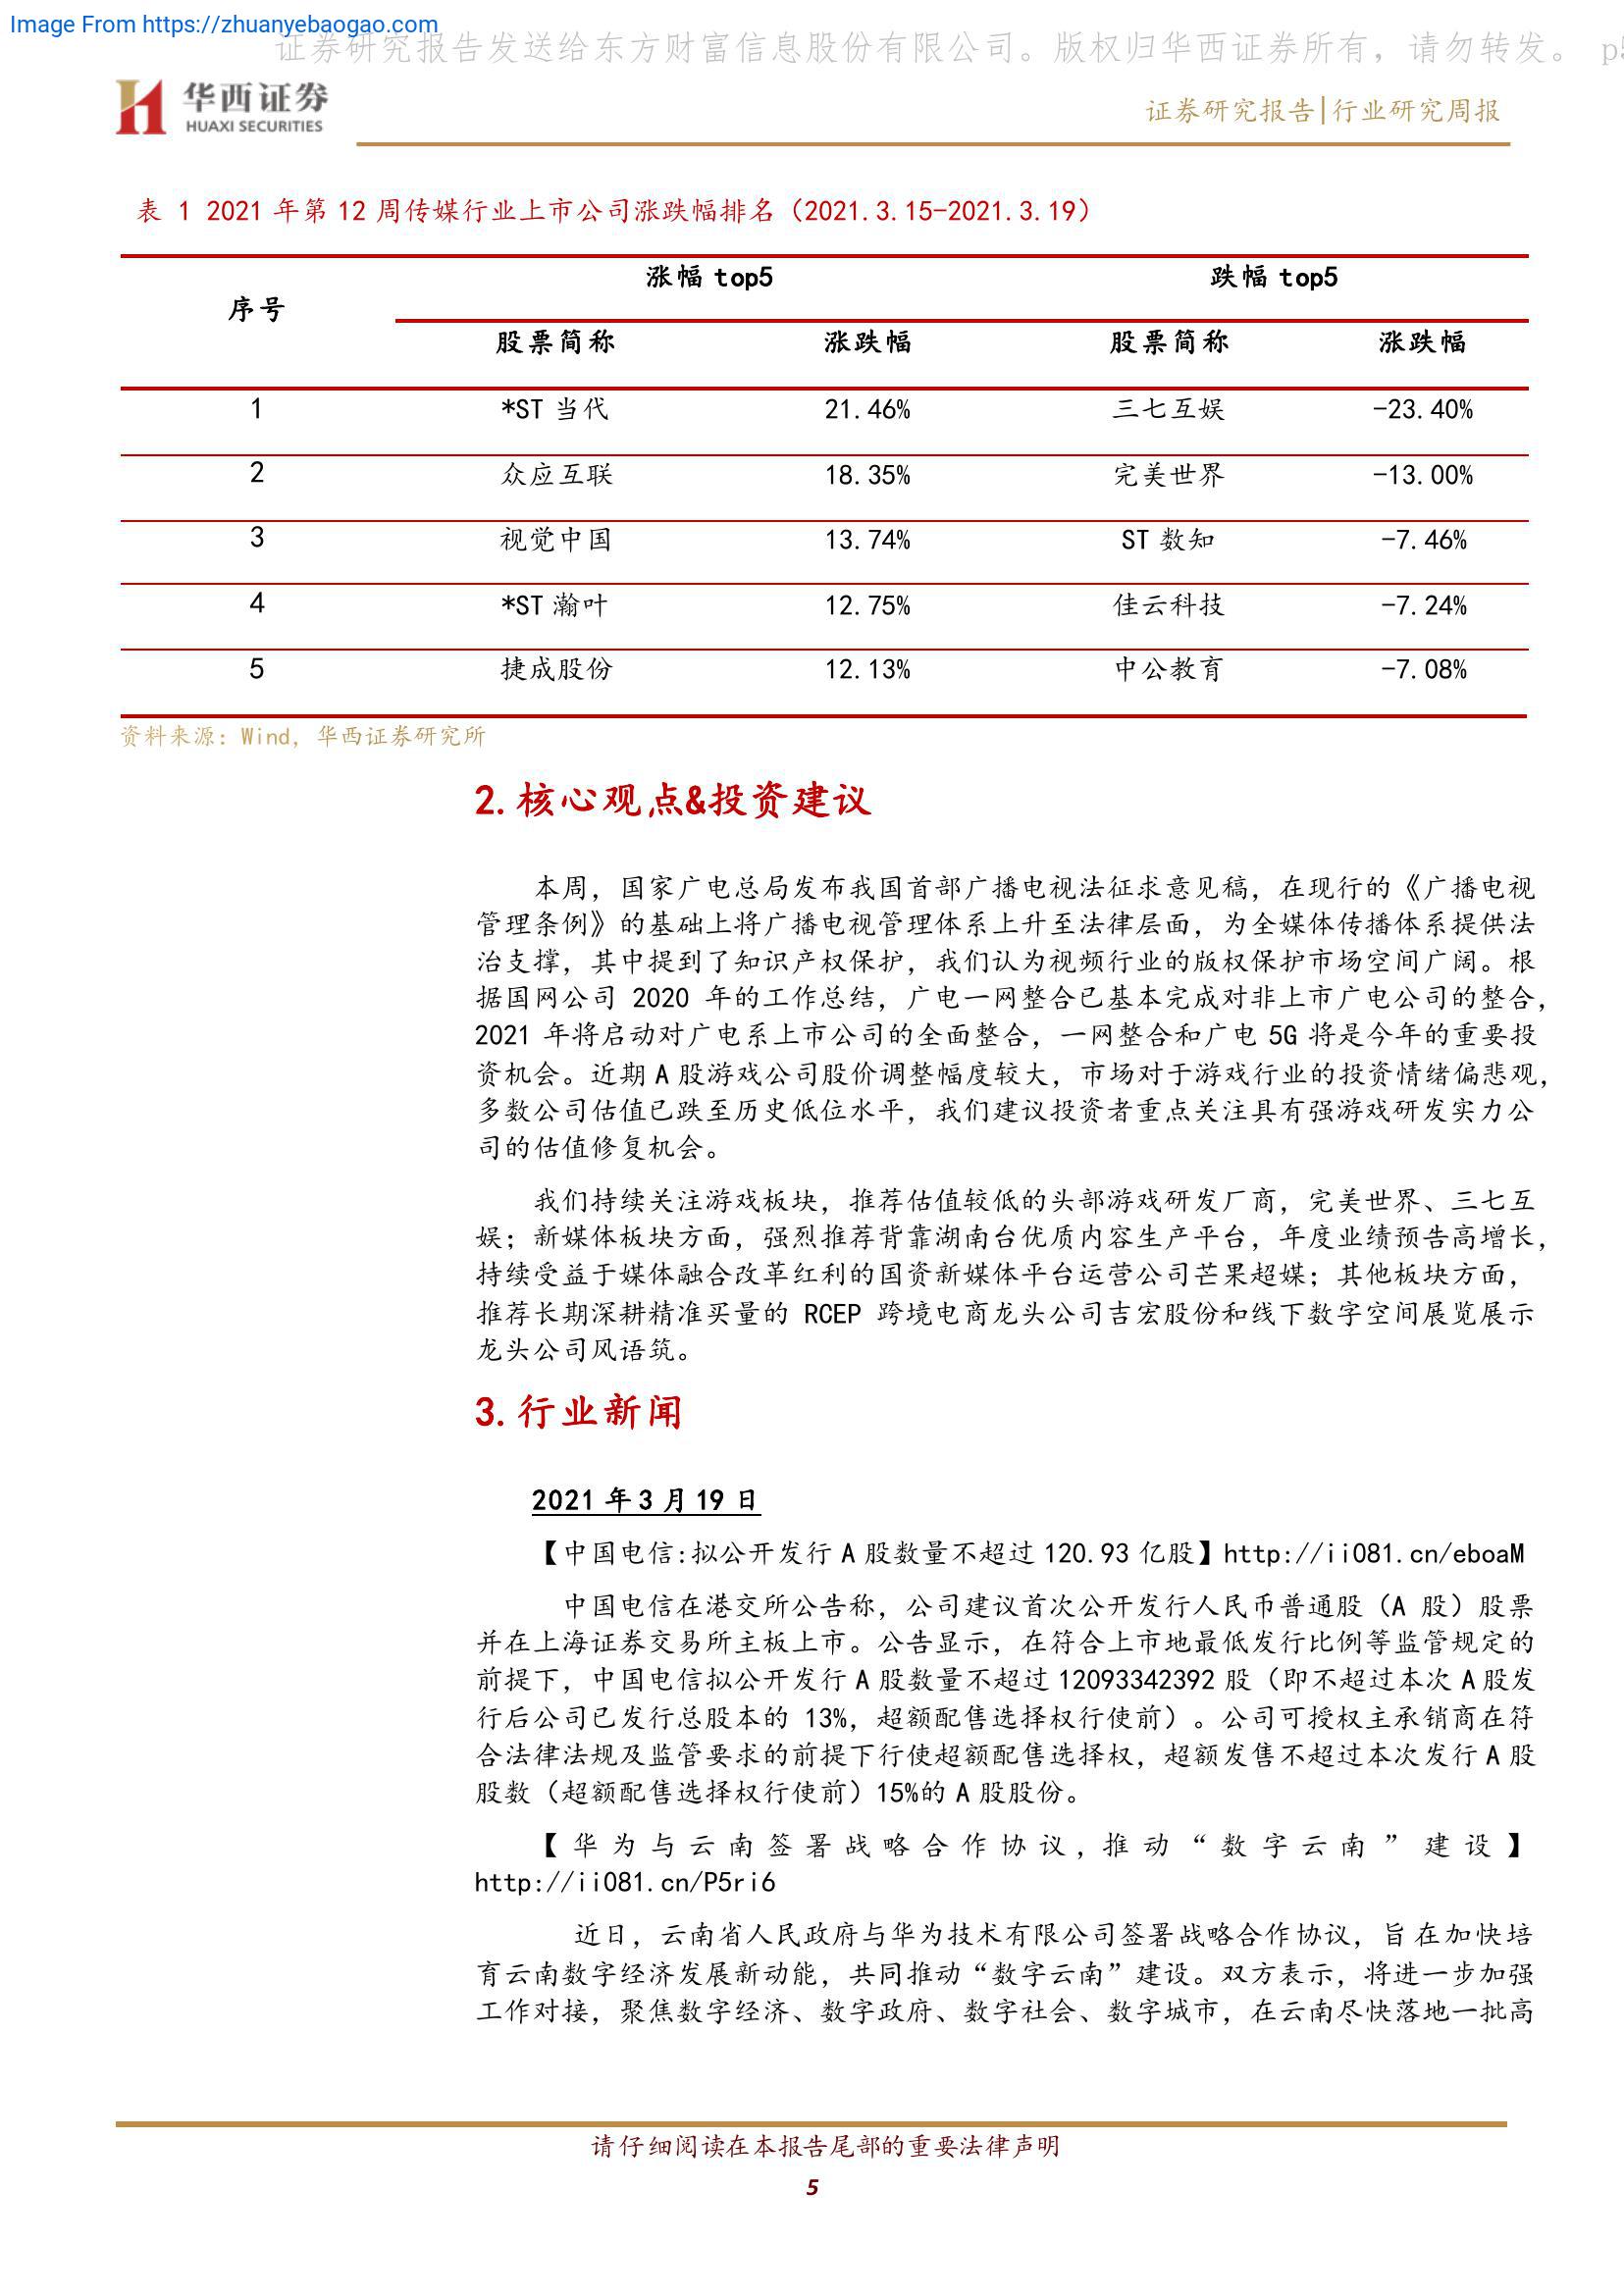 Image From https://zhuanyebaogao.com
证券研究报告发送给东方财富信息股份有限公司。版权归华西证券所有，请勿转发。 p5
华西证券
HUAXI SECURITIES
证券研究报告|行业研究周报
表 1 2021 年第 12 周传媒行业上市公司涨跌幅排名（2021.3.15-2021.3.19）
序号 涨幅 top5 跌幅 top5
股票简称 涨跌幅 股票简称 涨跌幅
1 *ST 当代 21.46% 三七互娱 -23.40%
2 众应互联 18.35% 完美世界 -13.00%
3 视觉中国 13.74% ST 数知 -7.46%
4 *ST 瀚叶 12.75% 佳云科技 -7.24%
5 捷成股份 12.13% 中公教育 -7.08%
资料来源：Wind，华西证券研究所
2.核心观点&投资建议
本周，国家广电总局发布我国首部广播电视法征求意见稿，在现行的《广播电视
管理条例》的基础上将广播电视管理体系上升至法律层面，为全媒体传播体系提供法
治支撑，其中提到了知识产权保护，我们认为视频行业的版权保护市场空间广阔。根
据国网公司 2020 年的工作总结，广电一网整合已基本完成对非上市广电公司的整合，
2021 年将启动对广电系上市公司的全面整合，一网整合和广电 5G 将是今年的重要投
资机会。近期 A 股游戏公司股价调整幅度较大，市场对于游戏行业的投资情绪偏悲观，
多数公司估值已跌至历史低位水平，我们建议投资者重点关注具有强游戏研发实力公
司的估值修复机会。
我们持续关注游戏板块，推荐估值较低的头部游戏研发厂商，完美世界、三七互
娱；新媒体板块方面，强烈推荐背靠湖南台优质内容生产平台，年度业绩预告高增长，
持续受益于媒体融合改革红利的国资新媒体平台运营公司芒果超媒；其他板块方面，
推荐长期深耕精准买量的 RCEP 跨境电商龙头公司吉宏股份和线下数字空间展览展示
龙头公司风语筑。
3.行业新闻
2021 年 3 月 19 日
【中国电信:拟公开发行 A 股数量不超过 120.93 亿股】http://ii081.cn/eboaM
中国电信在港交所公告称，公司建议首次公开发行人民币普通股（A 股）股票
并在上海证券交易所主板上市。公告显示，在符合上市地最低发行比例等监管规定的
前提下，中国电信拟公开发行 A 股数量不超过 12093342392 股（即不超过本次 A 股发
行后公司已发行总股本的 13%，超额配售选择权行使前）。公司可授权主承销商在符
合法律法规及监管要求的前提下行使超额配售选择权，超额发售不超过本次发行 A 股
股数（超额配售选择权行使前）15%的 A 股股份。
【华为与云南签署战略合作协议,推动“数字云南”建设】
http://ii081.cn/P5ri6
近日，云南省人民政府与华为技术有限公司签署战略合作协议，旨在加快培
育云南数字经济发展新动能，共同推动“数字云南”建设。双方表示，将进一步加强
工作对接，聚焦数字经济、数字政府、数字社会、数字城市，在云南尽快落地一批高
请仔细阅读在本报告尾部的重要法律声明
5